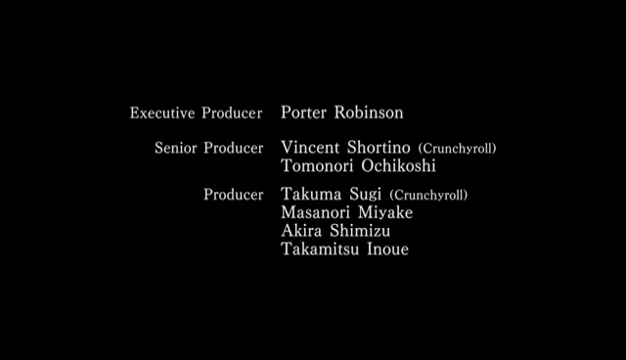 Executive Producer Porter Robinson
Senior Producer Vincent Shortino (Crunchyroll)
Tomonori Ochikoshi
Producer Takuma Sugi (Crunchyroll)
Masanori Miyake
Akira Shimizu
Takamitsu Inoue